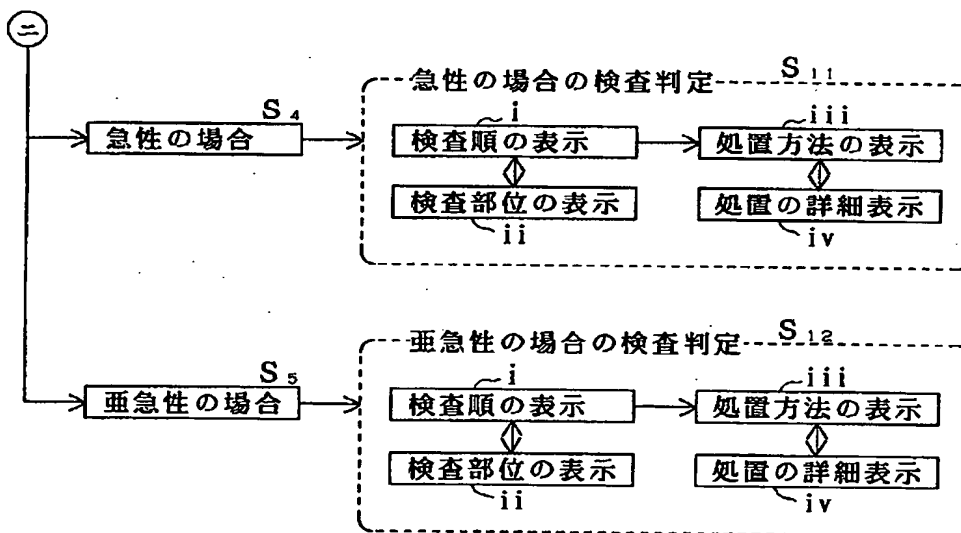 ニ
急性の場合の検査判定 S₁₁
S₄ i iii
急性の場合 検査順の表示 処置方法の表示
検査部位の表示 処置の詳細表示
ii iv
亜急性の場合の検査判定 S₁₂
S₅ i iii
亜急性の場合 検査順の表示 処置方法の表示
検査部位の表示 処置の詳細表示
ii iv